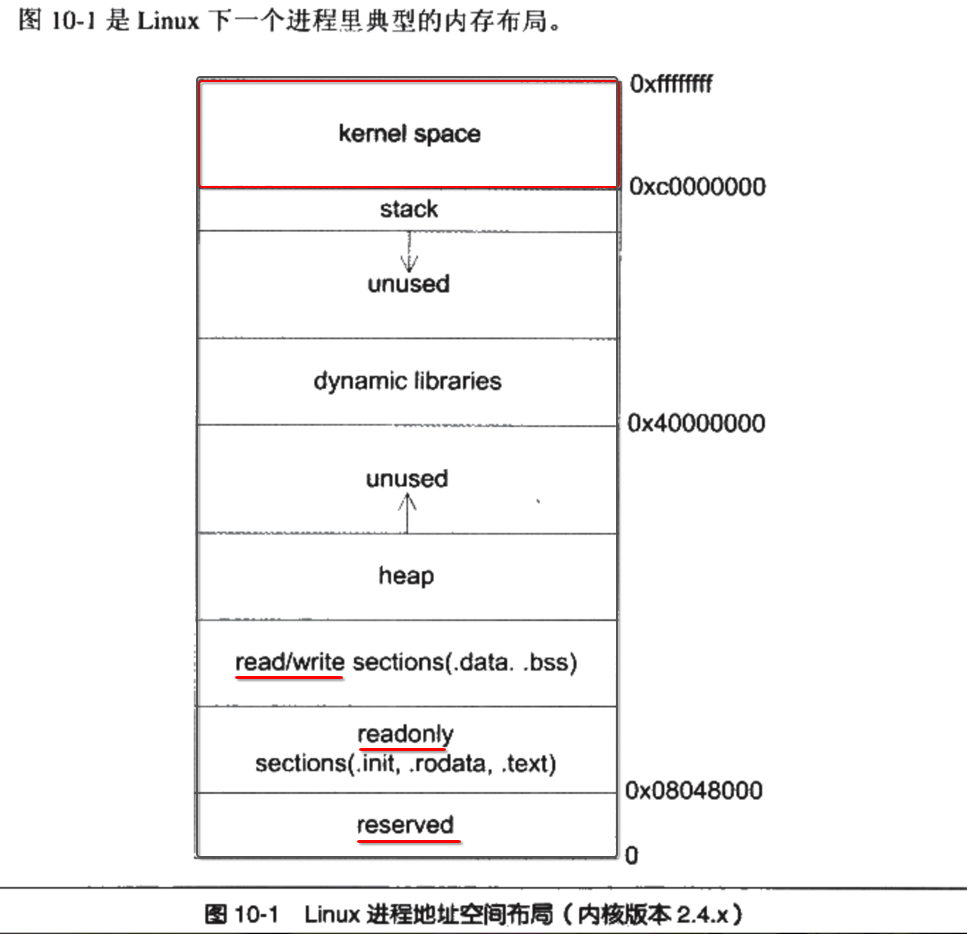 图 10-1 是 Linux 下一个进程里典型的内存布局。
0xffffffff
kernel space
0xc0000000
stack
unused
dynamic libraries
0x40000000
unused
heap
read/write sections(.data. .bss)
readonly
sections(.init, .rodata, .text)
0x08048000
reserved
0
图 10-1 Linux 进程地址空间布局（内核版本 2.4.x）